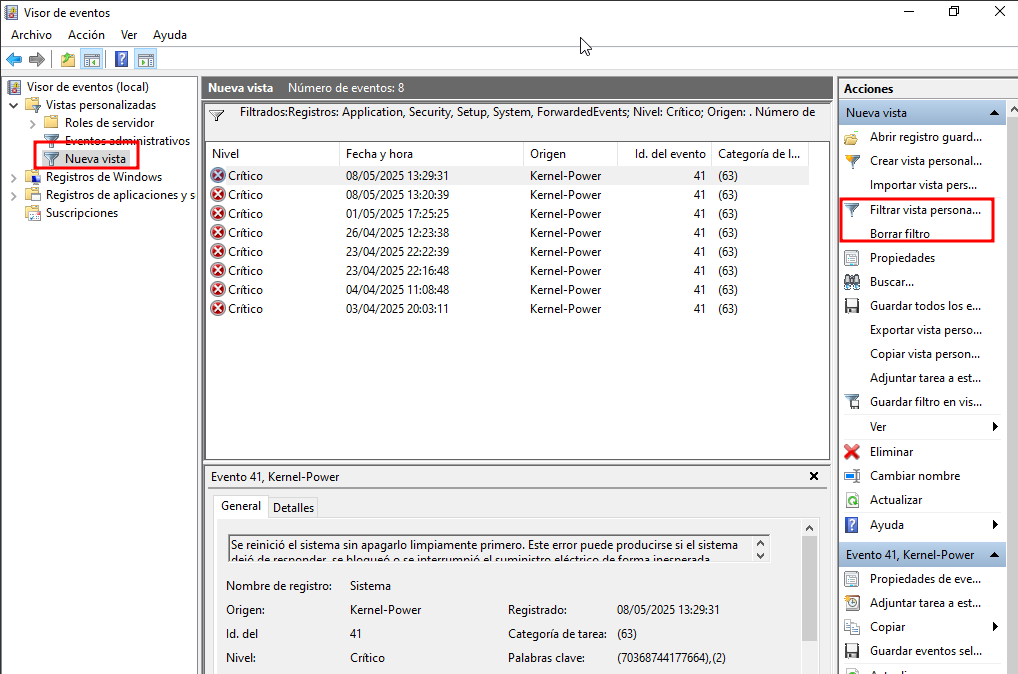 Visor de eventos
Archivo Acción Ver Ayuda
Visor de eventos (local)
Vistas personalizadas
Roles de servidor
Eventos administrativos
Nueva vista
Registros de Windows
Registros de aplicaciones y s
Suscripciones
Nueva vista Número de eventos: 8
Filtrados:Registros: Application, Security, Setup, System, ForwardedEvents; Nivel: Crítico; Origen: . Número de
Nivel Fecha y hora Origen Id. del evento Categoría de l...
Crítico 08/05/2025 13:29:31 Kernel-Power 41 (63)
Crítico 08/05/2025 13:20:39 Kernel-Power 41 (63)
Crítico 01/05/2025 17:25:25 Kernel-Power 41 (63)
Crítico 26/04/2025 12:23:38 Kernel-Power 41 (63)
Crítico 23/04/2025 22:22:39 Kernel-Power 41 (63)
Crítico 23/04/2025 22:16:48 Kernel-Power 41 (63)
Crítico 04/04/2025 11:08:48 Kernel-Power 41 (63)
Crítico 03/04/2025 20:03:11 Kernel-Power 41 (63)
Evento 41, Kernel-Power
General Detalles
Se reinició el sistema sin apagarlo limpiamente primero. Este error puede producirse si el sistema
dejó de responder, se bloqueó o se interrumpió el suministro eléctrico de forma inesperada.
Nombre de registro: Sistema
Origen: Kernel-Power Registrado: 08/05/2025 13:29:31
Id. del 41 Categoría de tarea: (63)
Nivel: Crítico Palabras clave: (70368744177664),(2)
Acciones
Nueva vista
Abrir registro guard...
Crear vista personal...
Importar vista pers...
Filtrar vista persona...
Borrar filtro
Propiedades
Buscar...
Guardar todos los e...
Exportar vista perso...
Copiar vista person...
Adjuntar tarea a est...
Guardar filtro en vis...
Ver
Eliminar
Cambiar nombre
Actualizar
Ayuda
Evento 41, Kernel-Power
Propiedades de eve...
Adjuntar tarea a est...
Copiar
Guardar eventos sel...